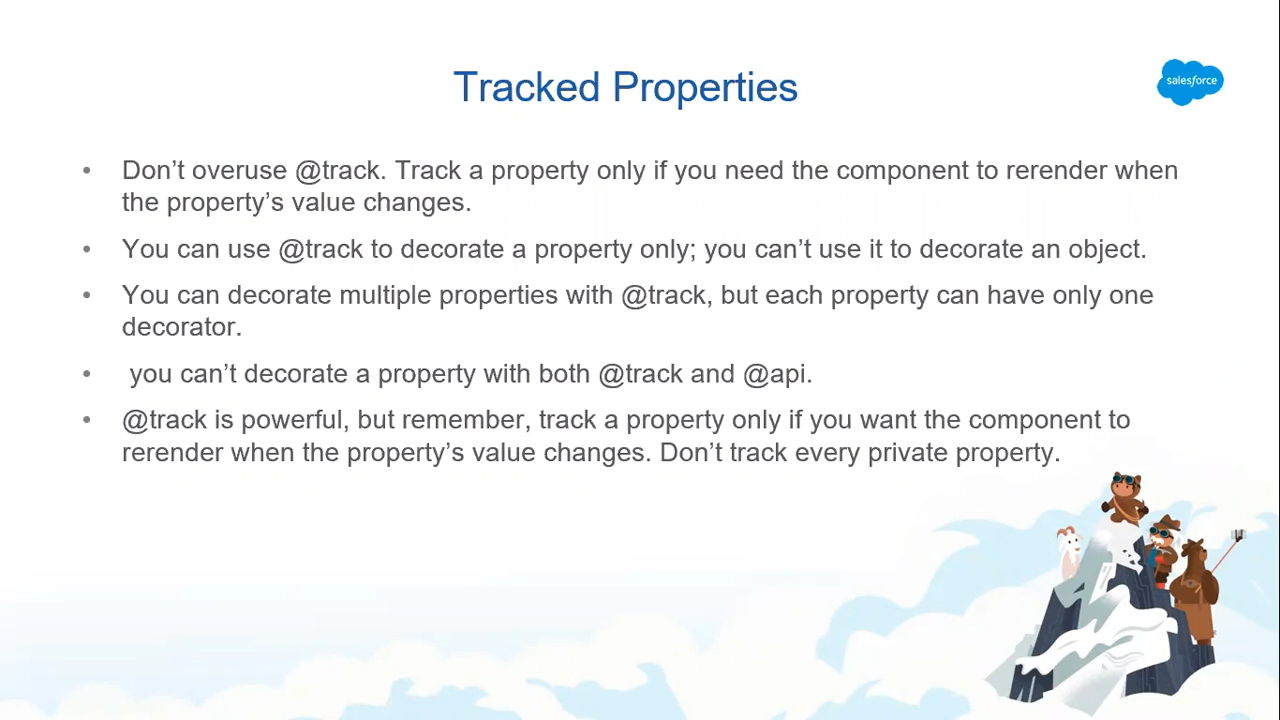 Tracked Properties
salesforce
• Don’t overuse @track. Track a property only if you need the component to rerender when
the property’s value changes.
• You can use @track to decorate a property only; you can’t use it to decorate an object.
• You can decorate multiple properties with @track, but each property can have only one
decorator.
• you can’t decorate a property with both @track and @api.
• @track is powerful, but remember, track a property only if you want the component to
rerender when the property’s value changes. Don’t track every private property.